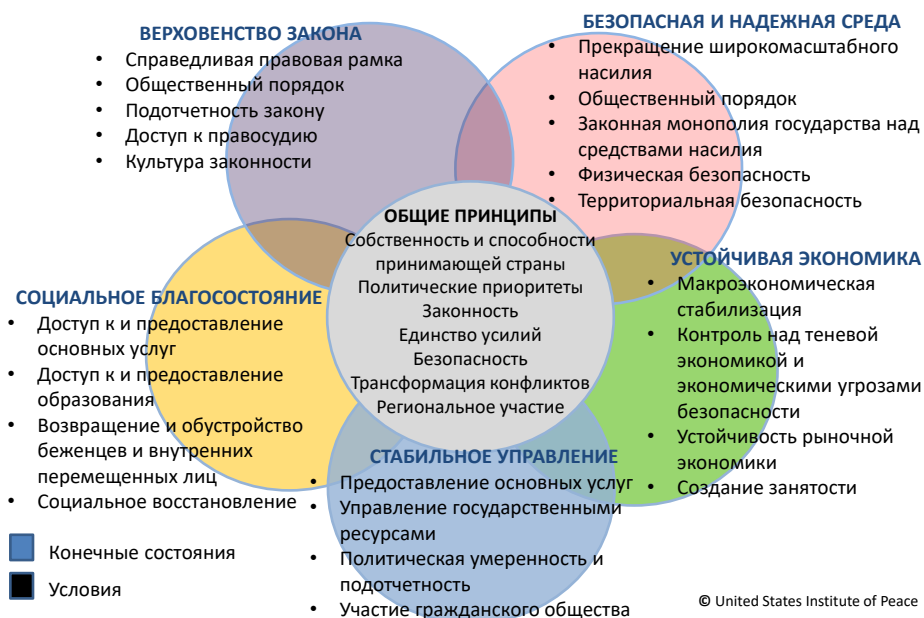 ВЕРХОВЕНСТВО ЗАКОНА
• Справедливая правовая рамка
• Общественный порядок
• Подотчетность закону
• Доступ к правосудию
• Культура законности
БЕЗОПАСНАЯ И НАДЕЖНАЯ СРЕДА
• Прекращение широкомасштабного
насилия
• Общественный порядок
• Законная монополия государства над
средствами насилия
• Физическая безопасность
• Территориальная безопасность
ОБЩИЕ ПРИНЦИПЫ
Собственность и способности
принимающей страны
Политические приоритеты
Законность
Единство усилий
Безопасность
Трансформация конфликтов
Региональное участие
СОЦИАЛЬНОЕ БЛАГОСОСТОЯНИЕ
• Доступ к и предоставление
основных услуг
• Доступ к и предоставление
образования
• Возвращение и обустройство
беженцев и внутренних
перемещенных лиц
• Социальное восстановление
УСТОЙЧИВАЯ ЭКОНОМИКА
• Макроэкономическая
стабилизация
• Контроль над теневой
экономикой и
экономическими угрозами
безопасности
• Устойчивость рыночной
экономики
• Создание занятости
СТАБИЛЬНОЕ УПРАВЛЕНИЕ
• Предоставление основных услуг
• Управление государственными
ресурсами
• Политическая умеренность и
подотчетность
• Участие гражданского общества
Конечные состояния
Условия
© United States Institute of Peace